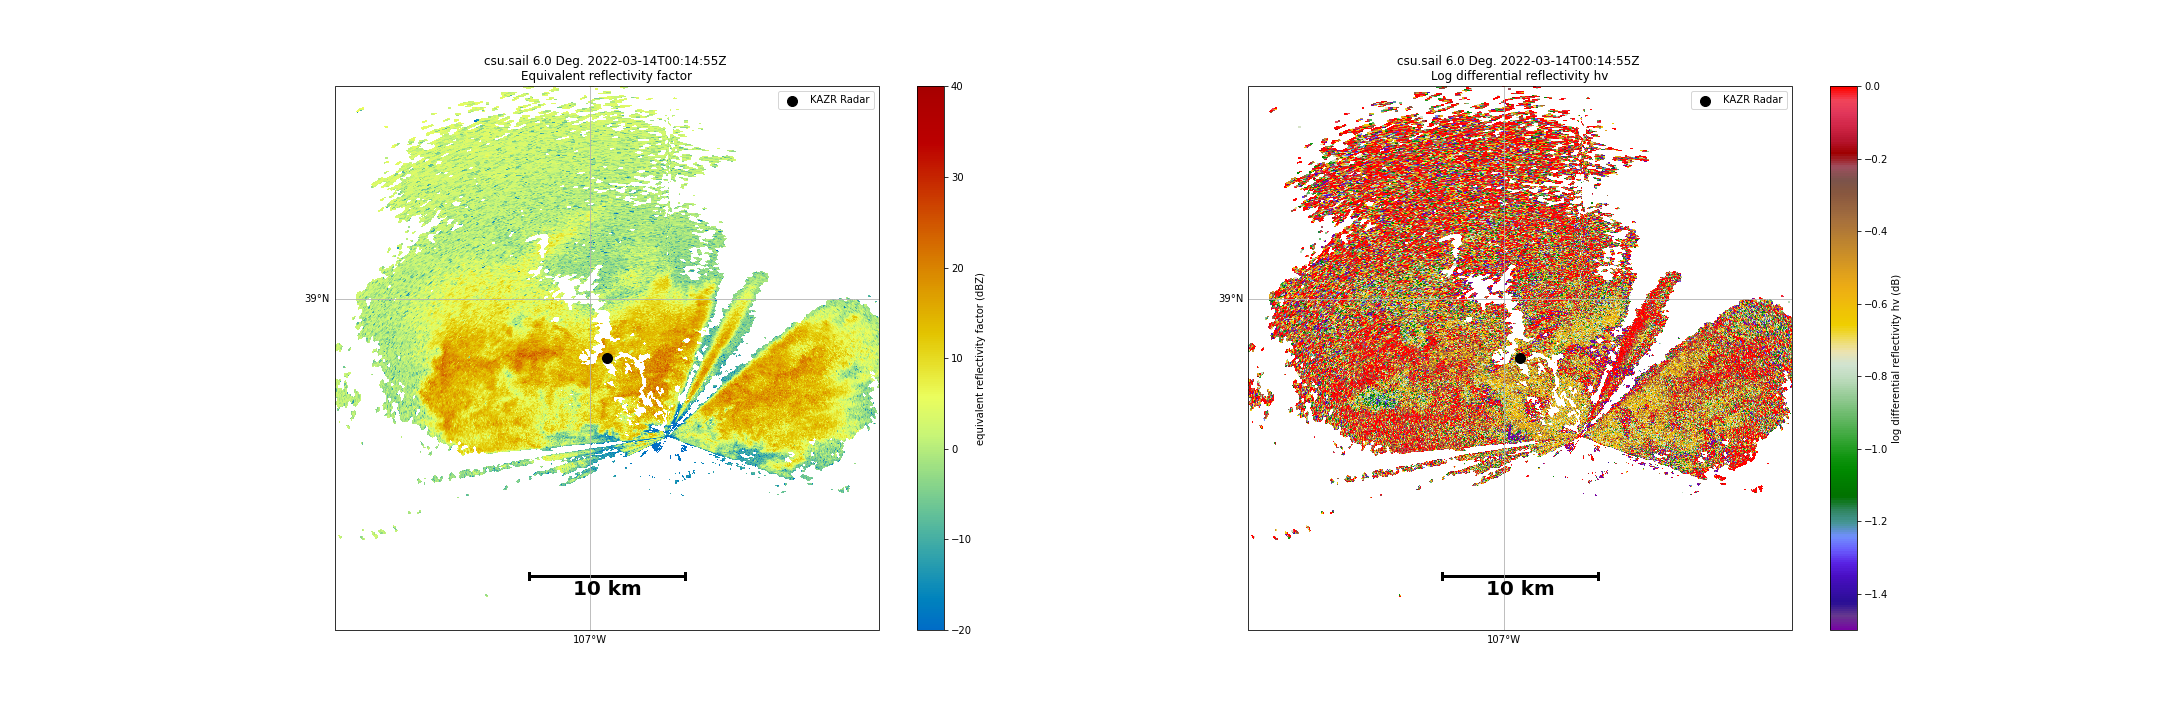 csu.sail 6.0 Deg. 2022-03-14T00:14:55Z
Equivalent reflectivity factor
KAZR Radar
39°N
107°W
10 km
40
30
20
10
0
−10
−20
equivalent reflectivity factor (dBZ)
csu.sail 6.0 Deg. 2022-03-14T00:14:55Z
Log differential reflectivity hv
KAZR Radar
39°N
107°W
10 km
0.0
−0.2
−0.4
−0.6
−0.8
−1.0
−1.2
−1.4
log differential reflectivity hv (dB)